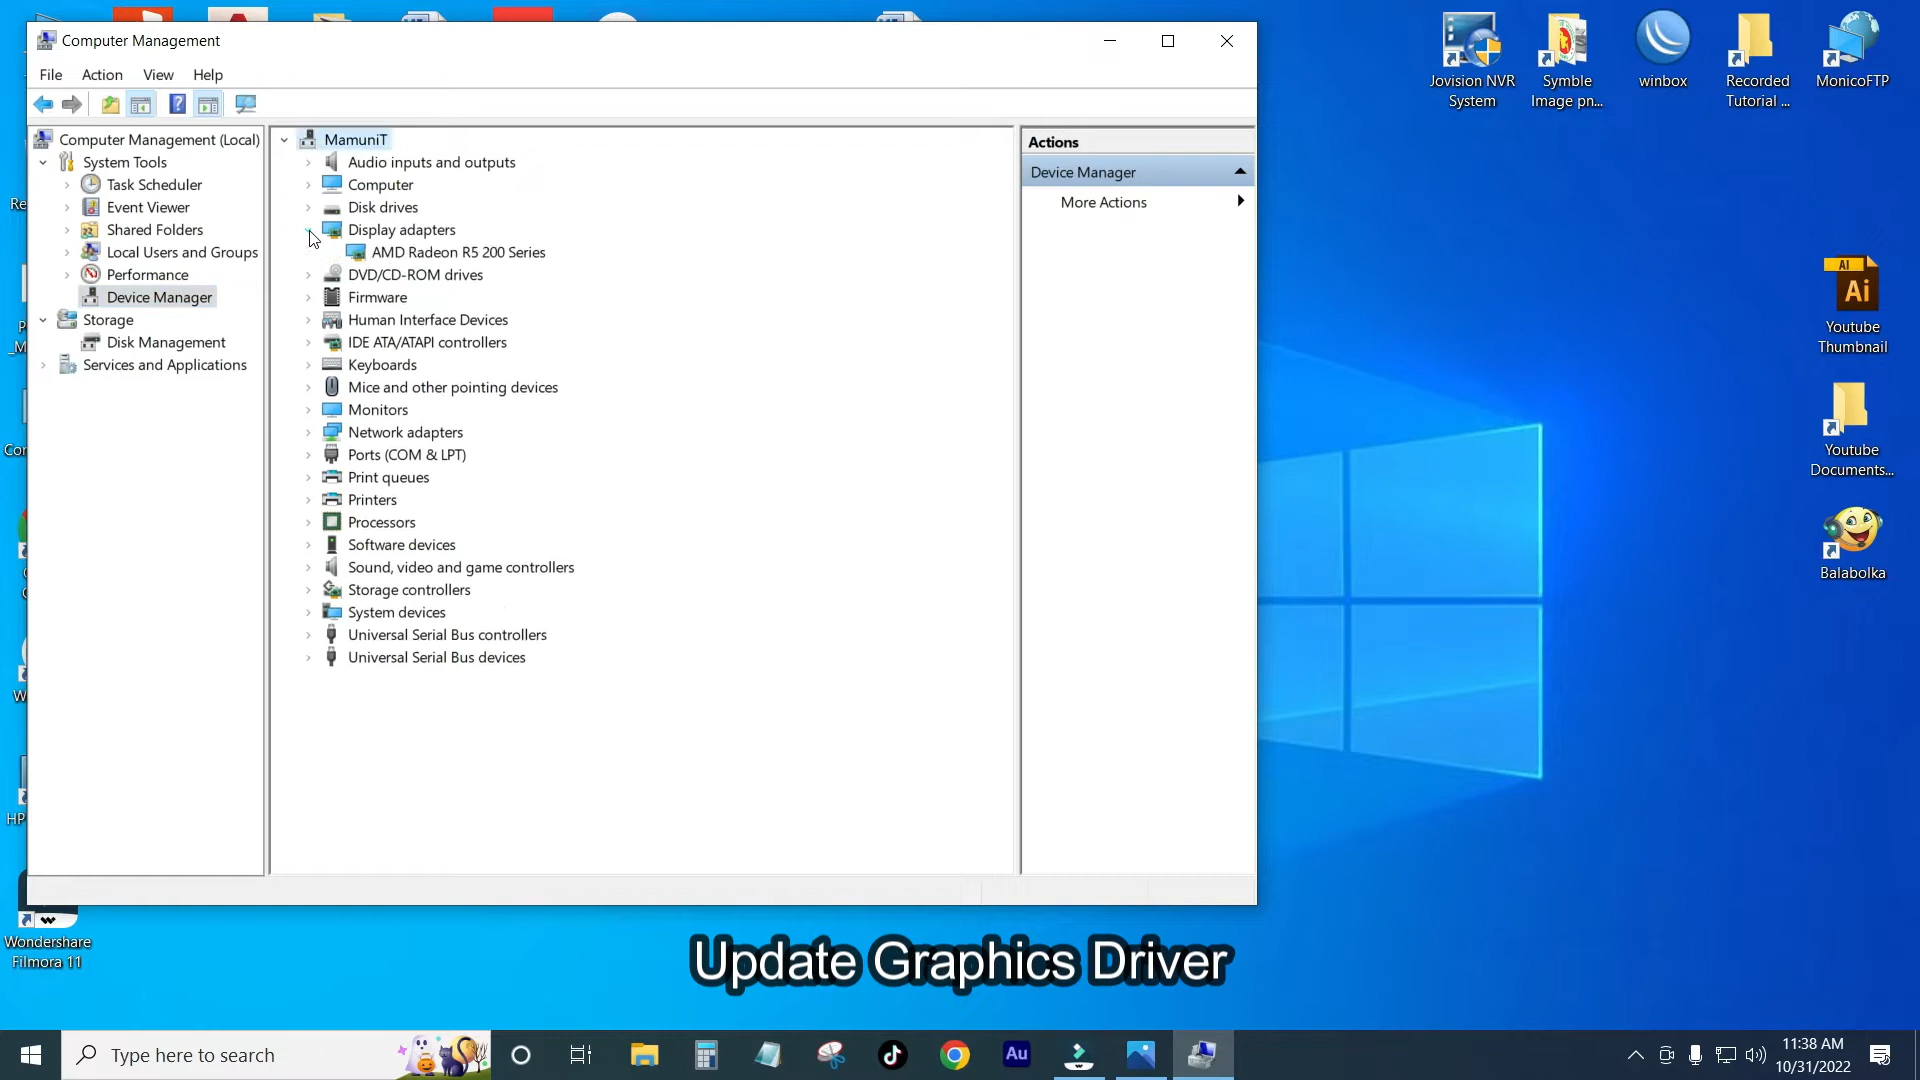 Computer Management
File Action View Help
Computer Management (Local)
System Tools
Task Scheduler
Event Viewer
Shared Folders
Local Users and Groups
Performance
Device Manager
Storage
Disk Management
Services and Applications
MamuniT
Audio inputs and outputs
Computer
Disk drives
Display adapters
AMD Radeon R5 200 Series
DVD/CD-ROM drives
Firmware
Human Interface Devices
IDE ATA/ATAPI controllers
Keyboards
Mice and other pointing devices
Monitors
Network adapters
Ports (COM & LPT)
Print queues
Printers
Processors
Software devices
Sound, video and game controllers
Storage controllers
System devices
Universal Serial Bus controllers
Universal Serial Bus devices
Actions
Device Manager
More Actions
Jovision NVR
System
Symble
Image pn...
winbox
Recorded
Tutorial ...
MonicoFTP
Ai
Ai
Youtube
Thumbnail
Youtube
Documents...
Balabolka
Wondershare
Filmora 11
Update Graphics Driver
Type here to search
Au
11:38 AM
10/31/2022